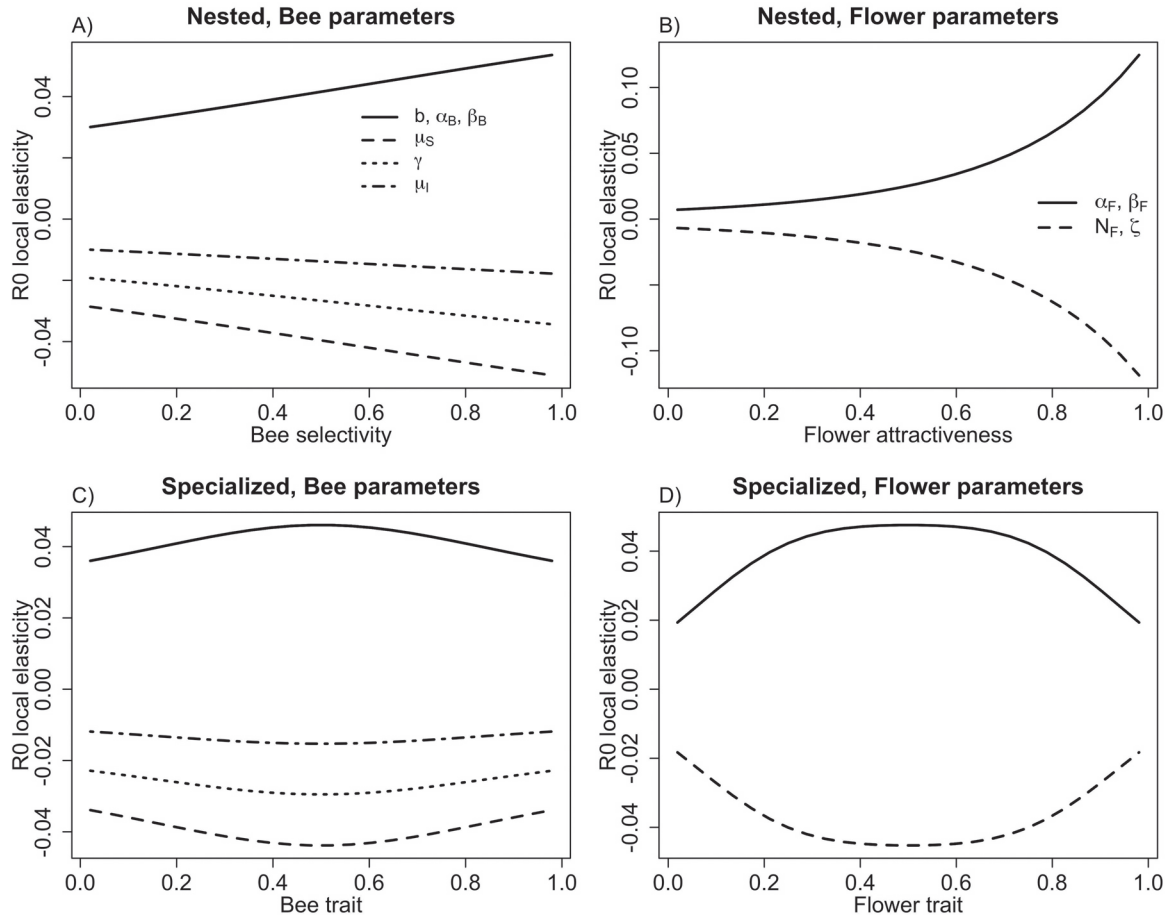 A) Nested, Bee parameters
R0 local elasticity
0.04
0.00
-0.04
b, αB, βB
μS
γ
μI
0.0 0.2 0.4 0.6 0.8 1.0
Bee selectivity
B) Nested, Flower parameters
R0 local elasticity
0.10
0.05
0.00
-0.10
αF, βF
NF, ζ
0.0 0.2 0.4 0.6 0.8 1.0
Flower attractiveness
C) Specialized, Bee parameters
R0 local elasticity
0.04
0.02
0.00
-0.02
-0.04
0.0 0.2 0.4 0.6 0.8 1.0
Bee trait
D) Specialized, Flower parameters
R0 local elasticity
0.04
0.02
0.00
-0.02
-0.04
0.0 0.2 0.4 0.6 0.8 1.0
Flower trait